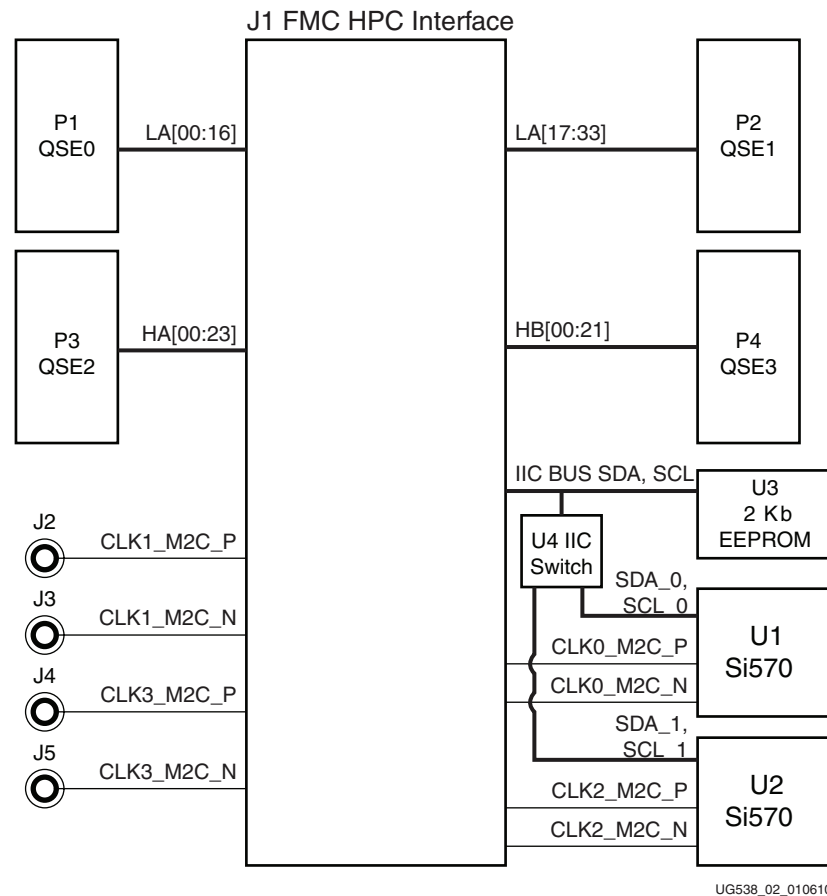 J1 FMC HPC Interface
P1
QSE0
LA[00:16]
LA[17:33]
P2
QSE1
P3
QSE2
HA[00:23]
HB[00:21]
P4
QSE3
IIC BUS SDA, SCL
U3
2 Kb
EEPROM
U4 IIC
Switch
J2
CLK1_M2C_P
J3
CLK1_M2C_N
J4
CLK3_M2C_P
J5
CLK3_M2C_N
SDA_0,
SCL_0
CLK0_M2C_P
CLK0_M2C_N
U1
Si570
SDA_1,
SCL_1
CLK2_M2C_P
CLK2_M2C_N
U2
Si570
UG538_02_010610